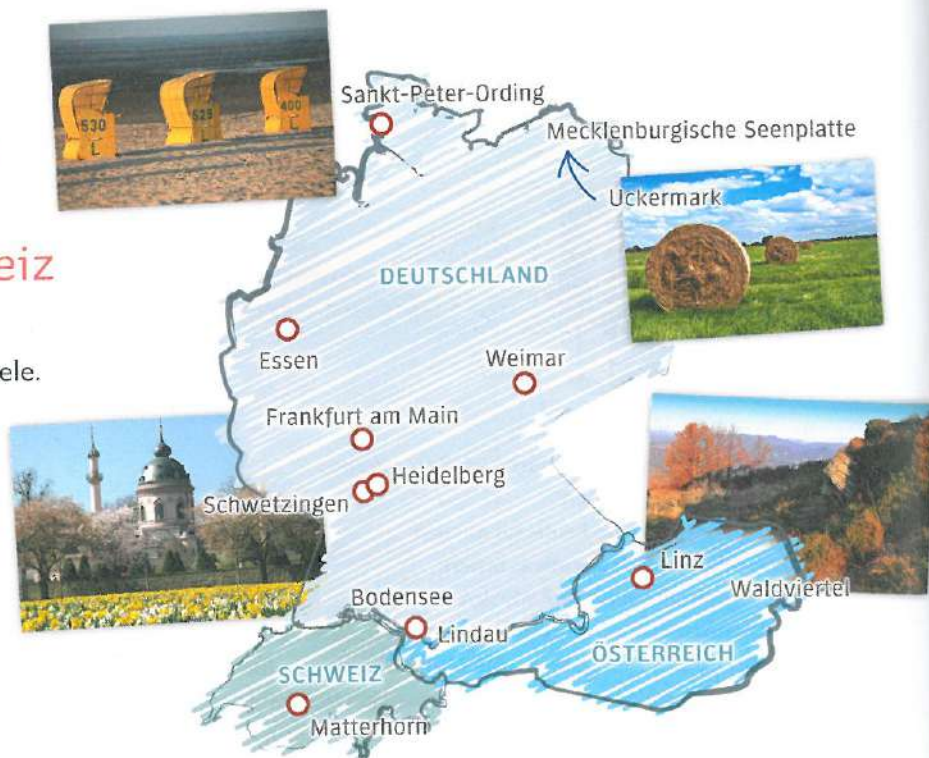 530
L
529
400
L
Sankt-Peter-Ording
Mecklenburgische Seenplatte
Uckermark
eiz
DEUTSCHLAND
ele.
Essen
Weimar
Frankfurt am Main
Heidelberg
Schwetzingen
Linz
Waldviertel
Bodensee
Lindau
ÖSTERREICH
SCHWEIZ
Matterhorn